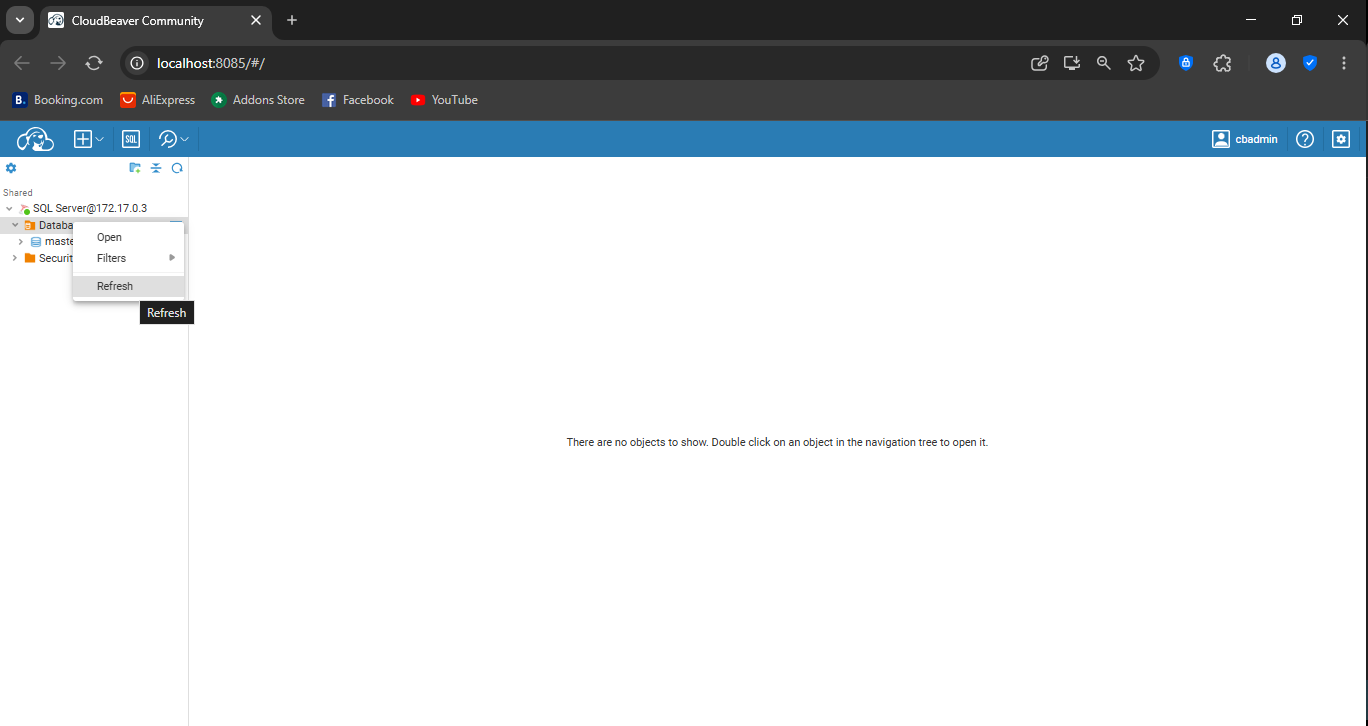 CloudBeaver Community
localhost:8085/#/
B. Booking.com
AliExpress
Addons Store
Facebook
YouTube
SQL
cbadmin
Shared
SQL Server@172.17.0.3
Databa
maste
Securit
Open
Filters
Refresh
Refresh
There are no objects to show. Double click on an object in the navigation tree to open it.